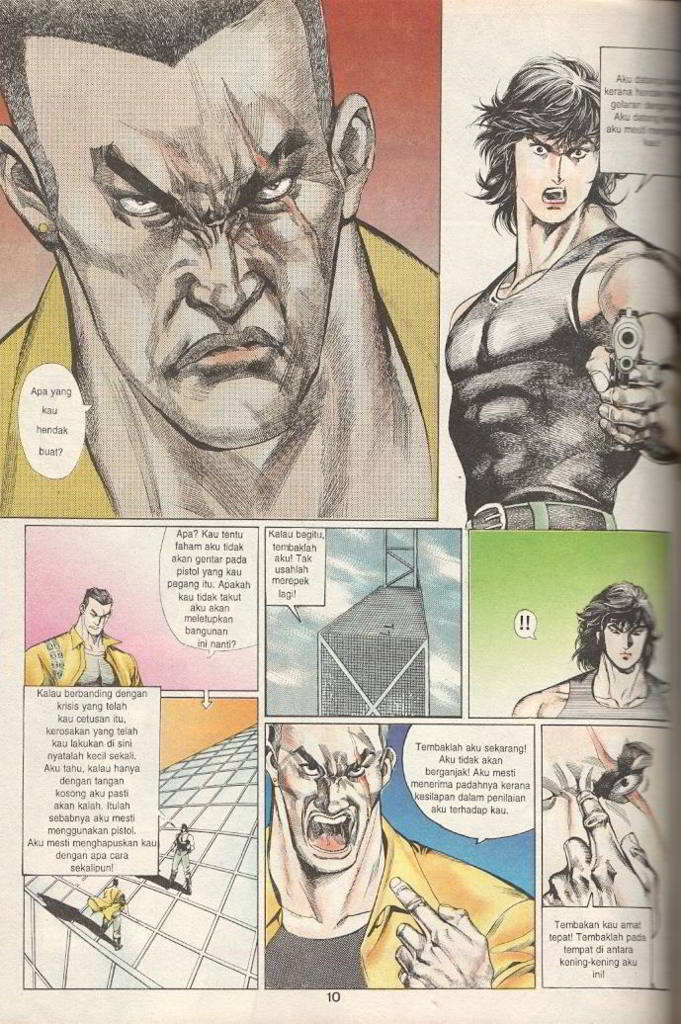 Apa yang
kau
hendak
buat?
Aku datang
kerana hendak
gelaran
Aku datang
aku mesti
Apa? Kau tentu
faham aku tidak
akan gentar pada
pistol yang kau
pegang itu. Apakah
kau tidak takut
aku akan
meletupkan
bangunan
ini nanti?
Kalau begitu,
tembaklah
aku! Tak
usahlah
merepek
lagi!
!!
Kalau berbanding dengan
krisis yang telah
kau cetusan itu,
kerosakan yang telah
kau lakukan di sini
nyatalah kecil sekali.
Aku tahu, kalau hanya
dengan tangan
kosong aku pasti
akan kalah. Itulah
sebabnya aku mesti
menggunakan pistol.
Aku mesti menghapuskan kau
dengan apa cara
sekalipun!
Tembaklah aku sekarang!
Aku tidak akan
berganjak! Aku mesti
menerima padahnya kerana
kesilapan dalam penilaian
aku terhadap kau.
Tembakan kau amat
tepat! Tembaklah pada
tempat di antara
kening-kening aku
ini!
10